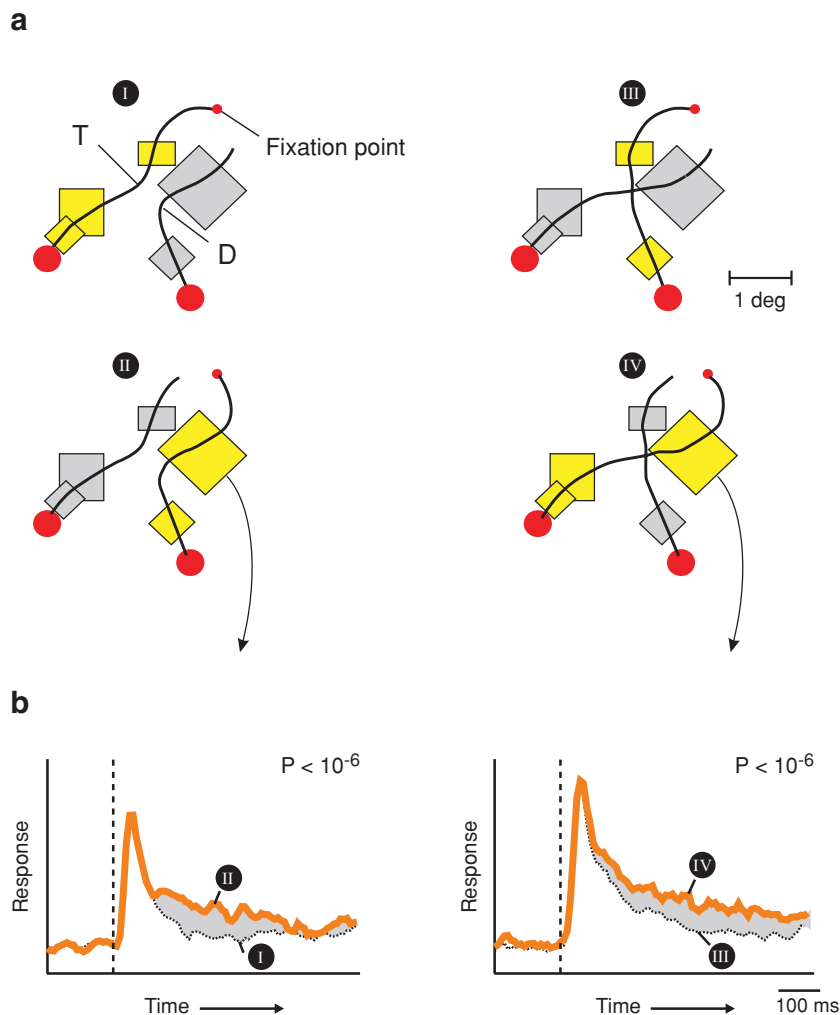 a
I
III
T
Fixation point
D
1 deg
II
IV
b
P < 10-6
P < 10-6
Response
II
I
Response
IV
III
Time
Time
100 ms